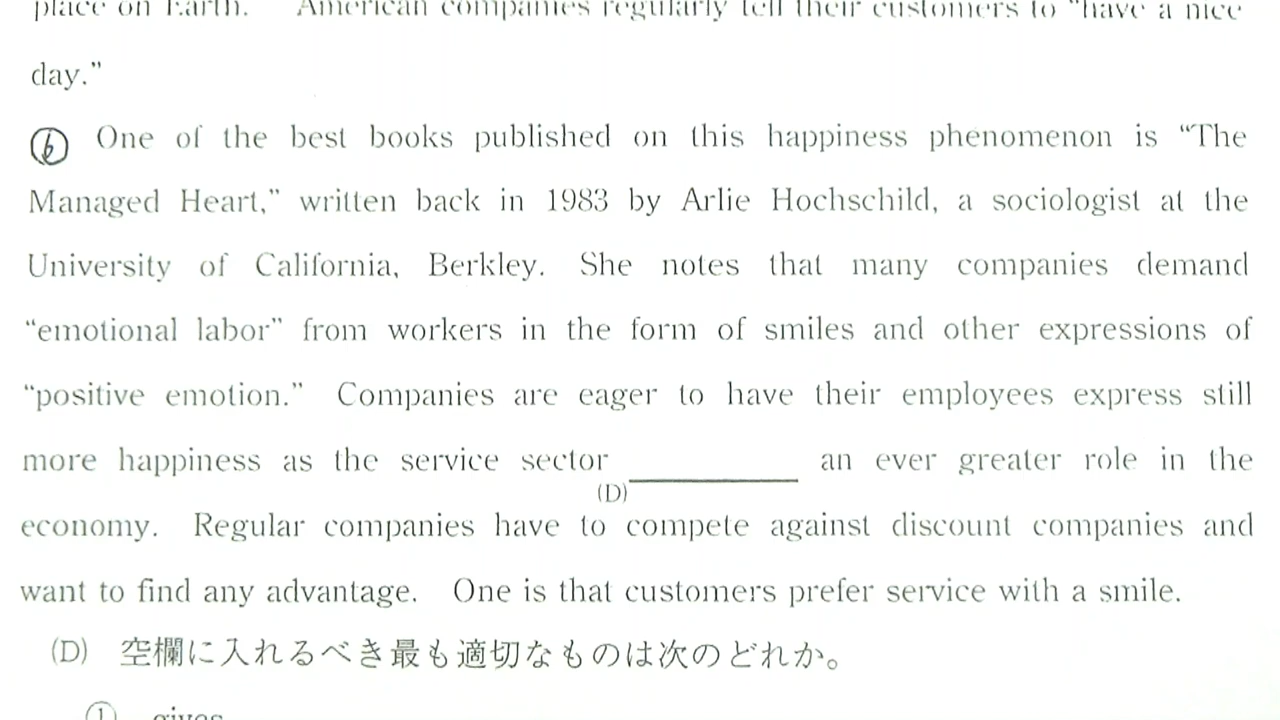 place on Earth. American companies regularly tell their customers to “have a nice
day.”
⑥ One of the best books published on this happiness phenomenon is “The
Managed Heart,” written back in 1983 by Arlie Hochschild, a sociologist at the
University of California, Berkley. She notes that many companies demand
“emotional labor” from workers in the form of smiles and other expressions of
“positive emotion.” Companies are eager to have their employees express still
more happiness as the service sector ____________ an ever greater role in the
(D)
economy. Regular companies have to compete against discount companies and
want to find any advantage. One is that customers prefer service with a smile.
(D) 空欄に入れるべき最も適切なものは次のどれか。
① gives